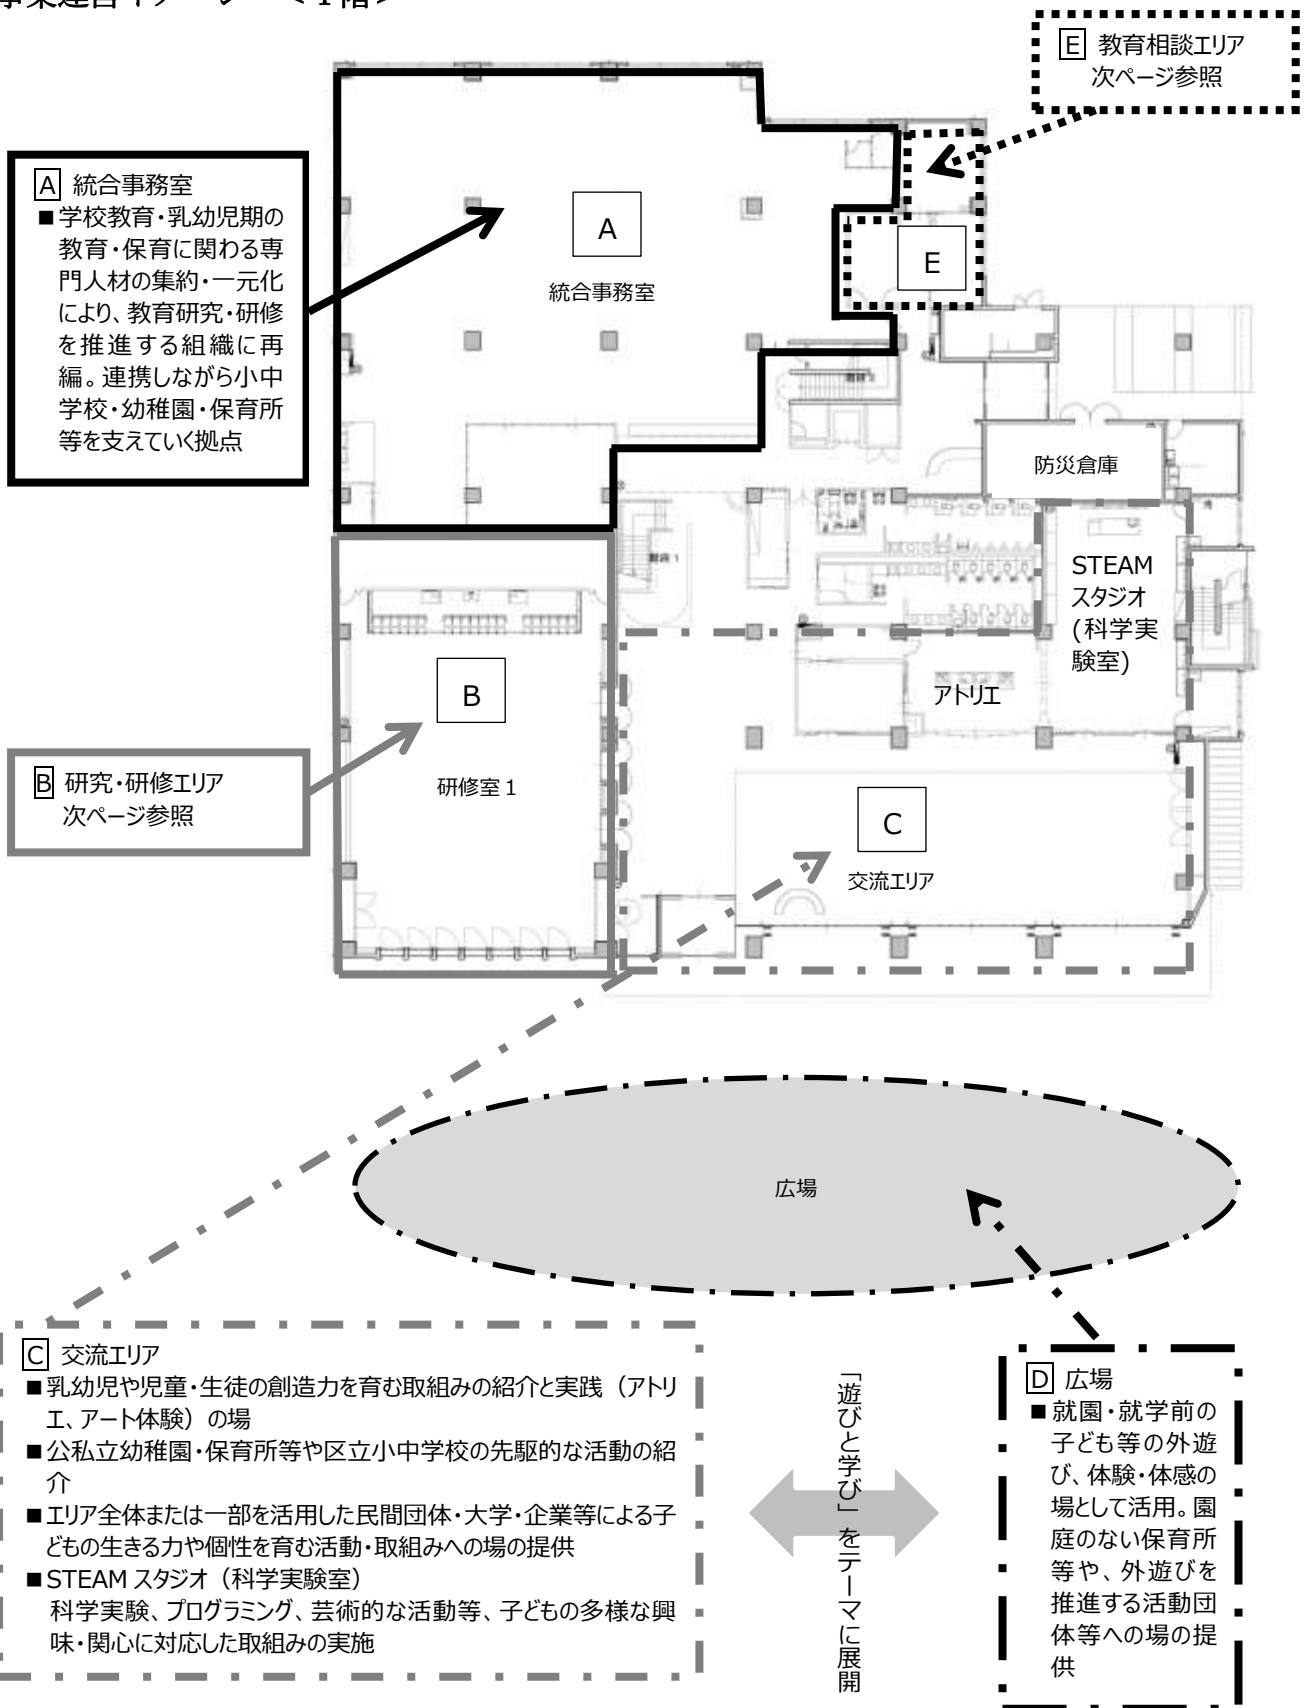 事業運営イメージ <1階>
E 教育相談エリア
次ページ参照
A 統合事務室
■学校教育・乳幼児期の
教育・保育に関わる専
門人材の集約・一元化
により、教育研究・研修
を推進する組織に再
編。連携しながら小中
学校・幼稚園・保育所
等を支えていく拠点
A
統合事務室
E
防災倉庫
STEAM
スタジオ
(科学実
験室)
アトリエ
B
研修室1
B 研究・研修エリア
次ページ参照
C
交流エリア
広場
C 交流エリア
■乳幼児や児童・生徒の創造力を育む取組みの紹介と実践（アトリ
エ、アート体験）の場
■公私立幼稚園・保育所等や区立小中学校の先駆的な活動の紹
介
■エリア全体または一部を活用した民間団体・大学・企業等による子
どもの生きる力や個性を育む活動・取組みへの場の提供
■STEAM スタジオ（科学実験室）
科学実験、プログラミング、芸術的な活動等、子どもの多様な興
味・関心に対応した取組みの実施
「遊びと学び」をテーマに展開
D 広場
■就園・就学前の
子ども等の外遊
び、体験・体感の
場として活用。園
庭のない保育所
等や、外遊びを
推進する活動団
体等への場の提
供